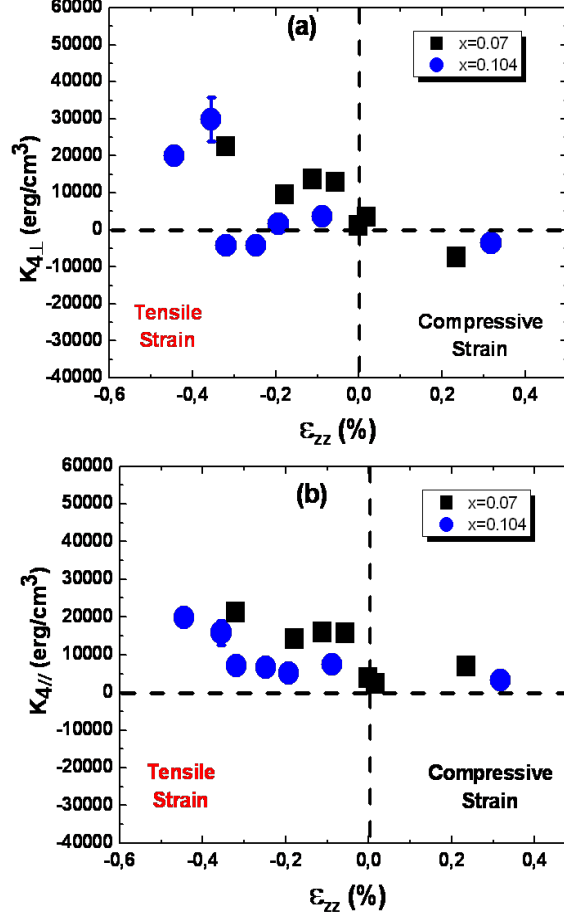 (a)
60000
50000
40000
30000
20000
10000
0
-10000
-20000
-30000
-40000
K4⊥ (erg/cm3)
x=0.07
x=0.104
Tensile
Strain
Compressive
Strain
-0,6
-0,4
-0,2
0,0
0,2
0,4
εzz (%)
(b)
60000
50000
40000
30000
20000
10000
0
-10000
-20000
-30000
-40000
K4// (erg/cm3)
x=0.07
x=0.104
Tensile
Strain
Compressive
Strain
-0,6
-0,4
-0,2
0,0
0,2
0,4
εzz (%)